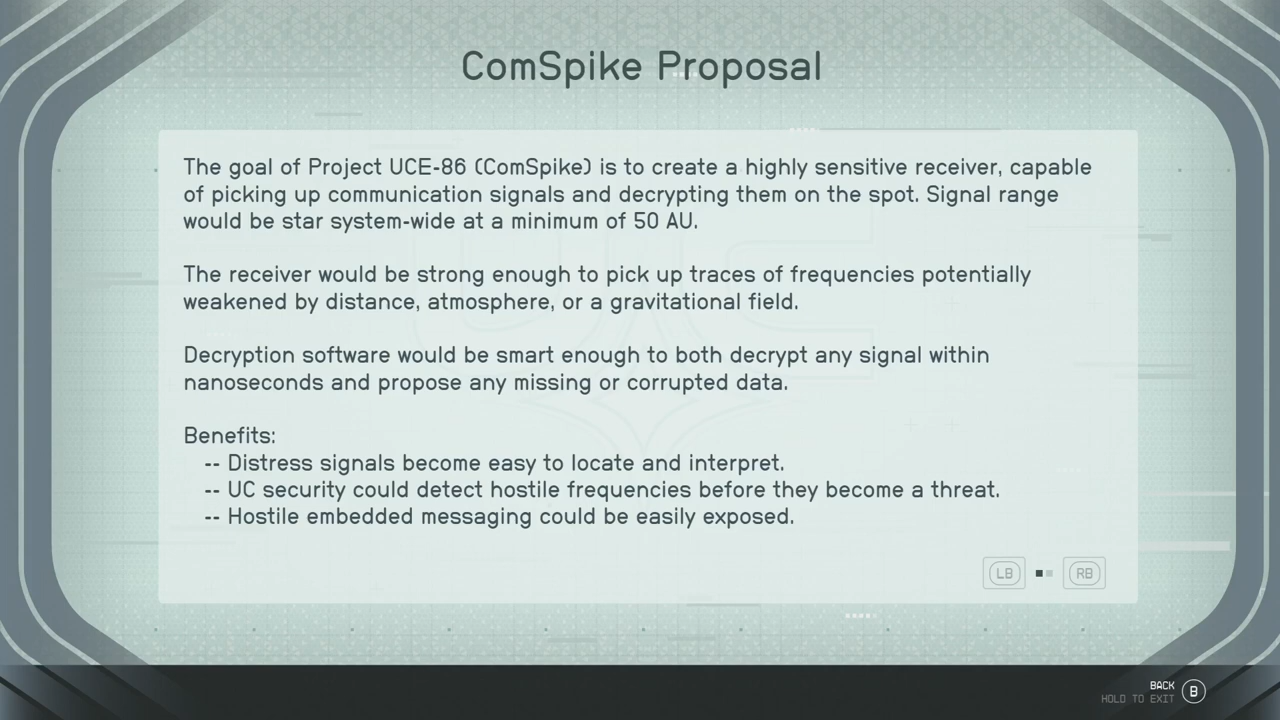 ComSpike Proposal
The goal of Project UCE-86 (ComSpike) is to create a highly sensitive receiver, capable
of picking up communication signals and decrypting them on the spot. Signal range
would be star system-wide at a minimum of 50 AU.
The receiver would be strong enough to pick up traces of frequencies potentially
weakened by distance, atmosphere, or a gravitational field.
Decryption software would be smart enough to both decrypt any signal within
nanoseconds and propose any missing or corrupted data.
Benefits:
-- Distress signals become easy to locate and interpret.
-- UC security could detect hostile frequencies before they become a threat.
-- Hostile embedded messaging could be easily exposed.
LB RB
BACK
HOLD TO EXIT B